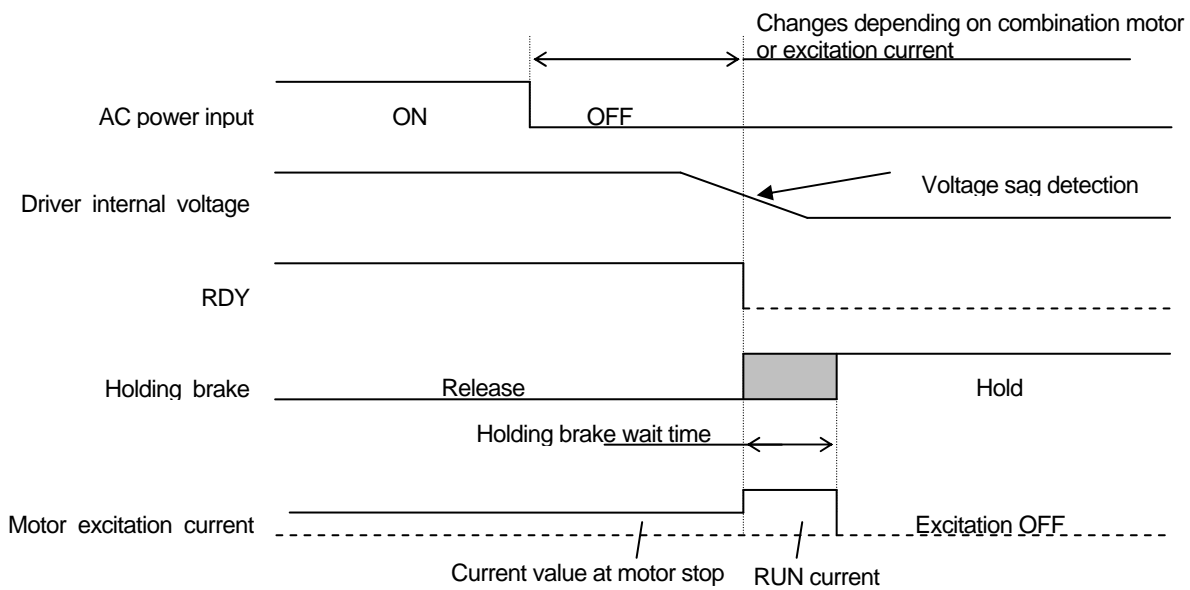 Changes depending on combination motor
or excitation current
AC power input
ON
OFF
Driver internal voltage
Voltage sag detection
RDY
Holding brake
Release
Hold
Holding brake wait time
Motor excitation current
Excitation OFF
Current value at motor stop
RUN current